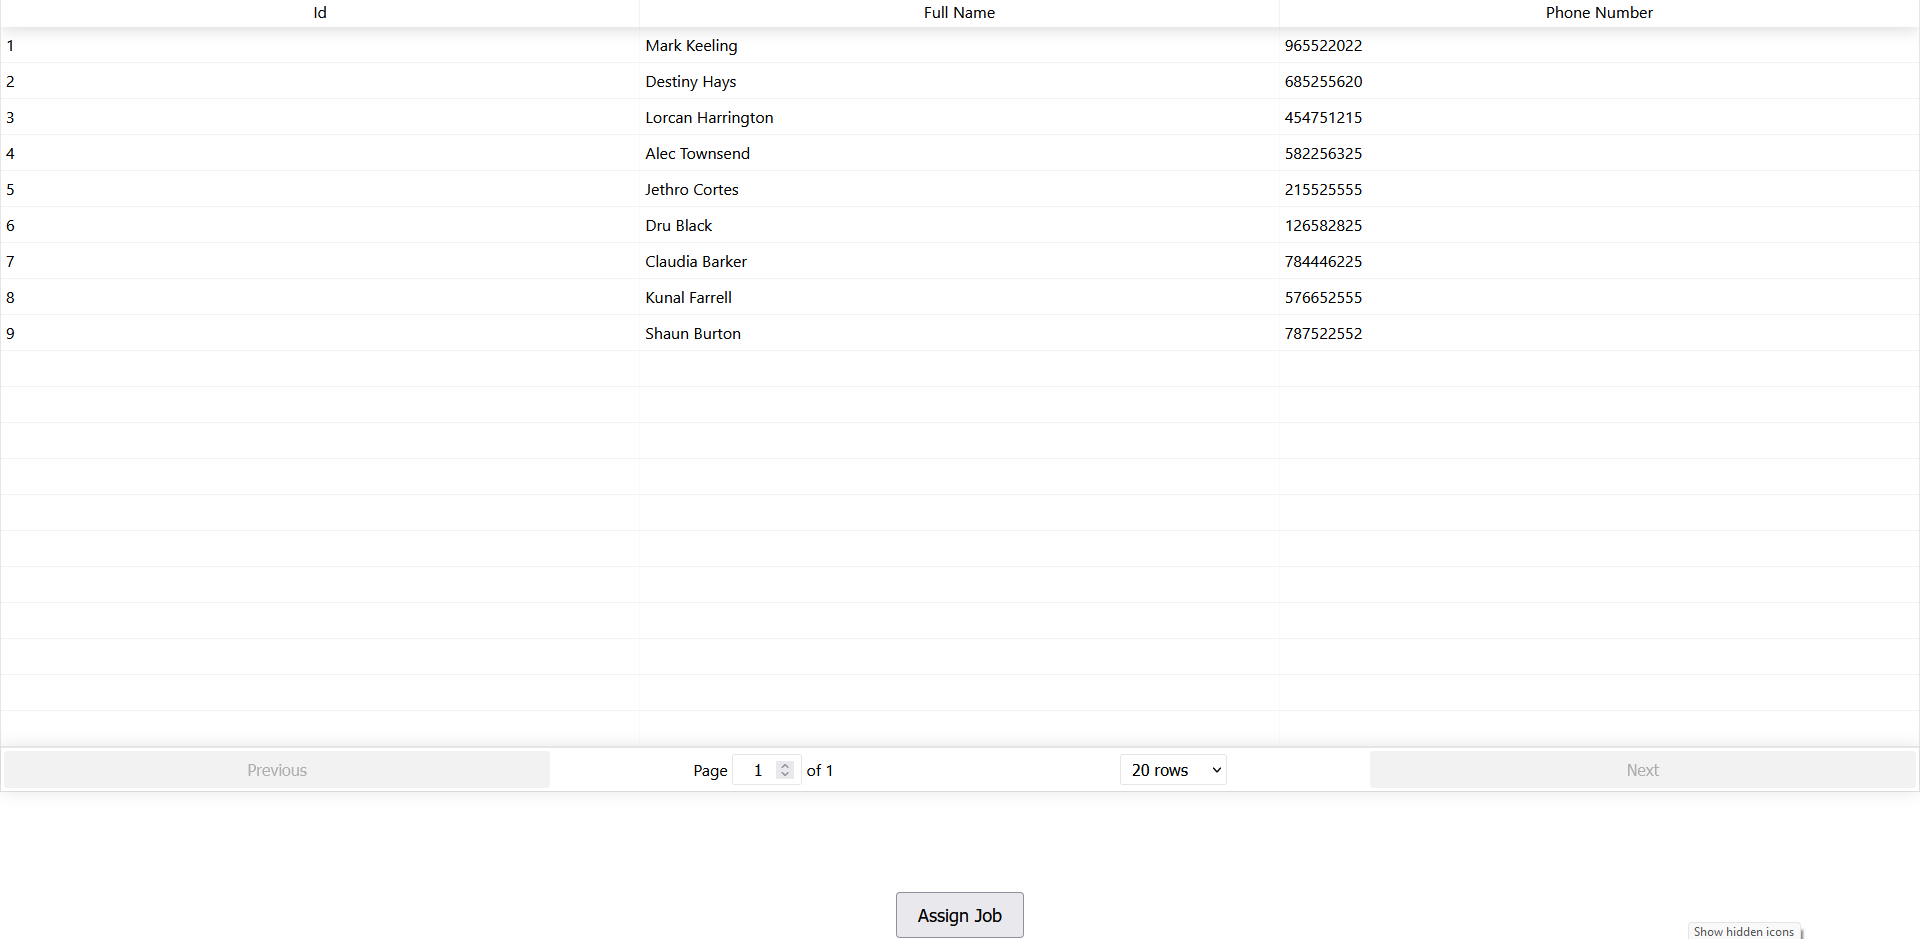 Id Full Name Phone Number
1 Mark Keeling 965522022
2 Destiny Hays 685255620
3 Lorcan Harrington 454751215
4 Alec Townsend 582256325
5 Jethro Cortes 215525555
6 Dru Black 126582825
7 Claudia Barker 784446225
8 Kunal Farrell 576652555
9 Shaun Burton 787522552
Previous Page 1 of 1 20 rows Next
Assign Job
Show hidden icons